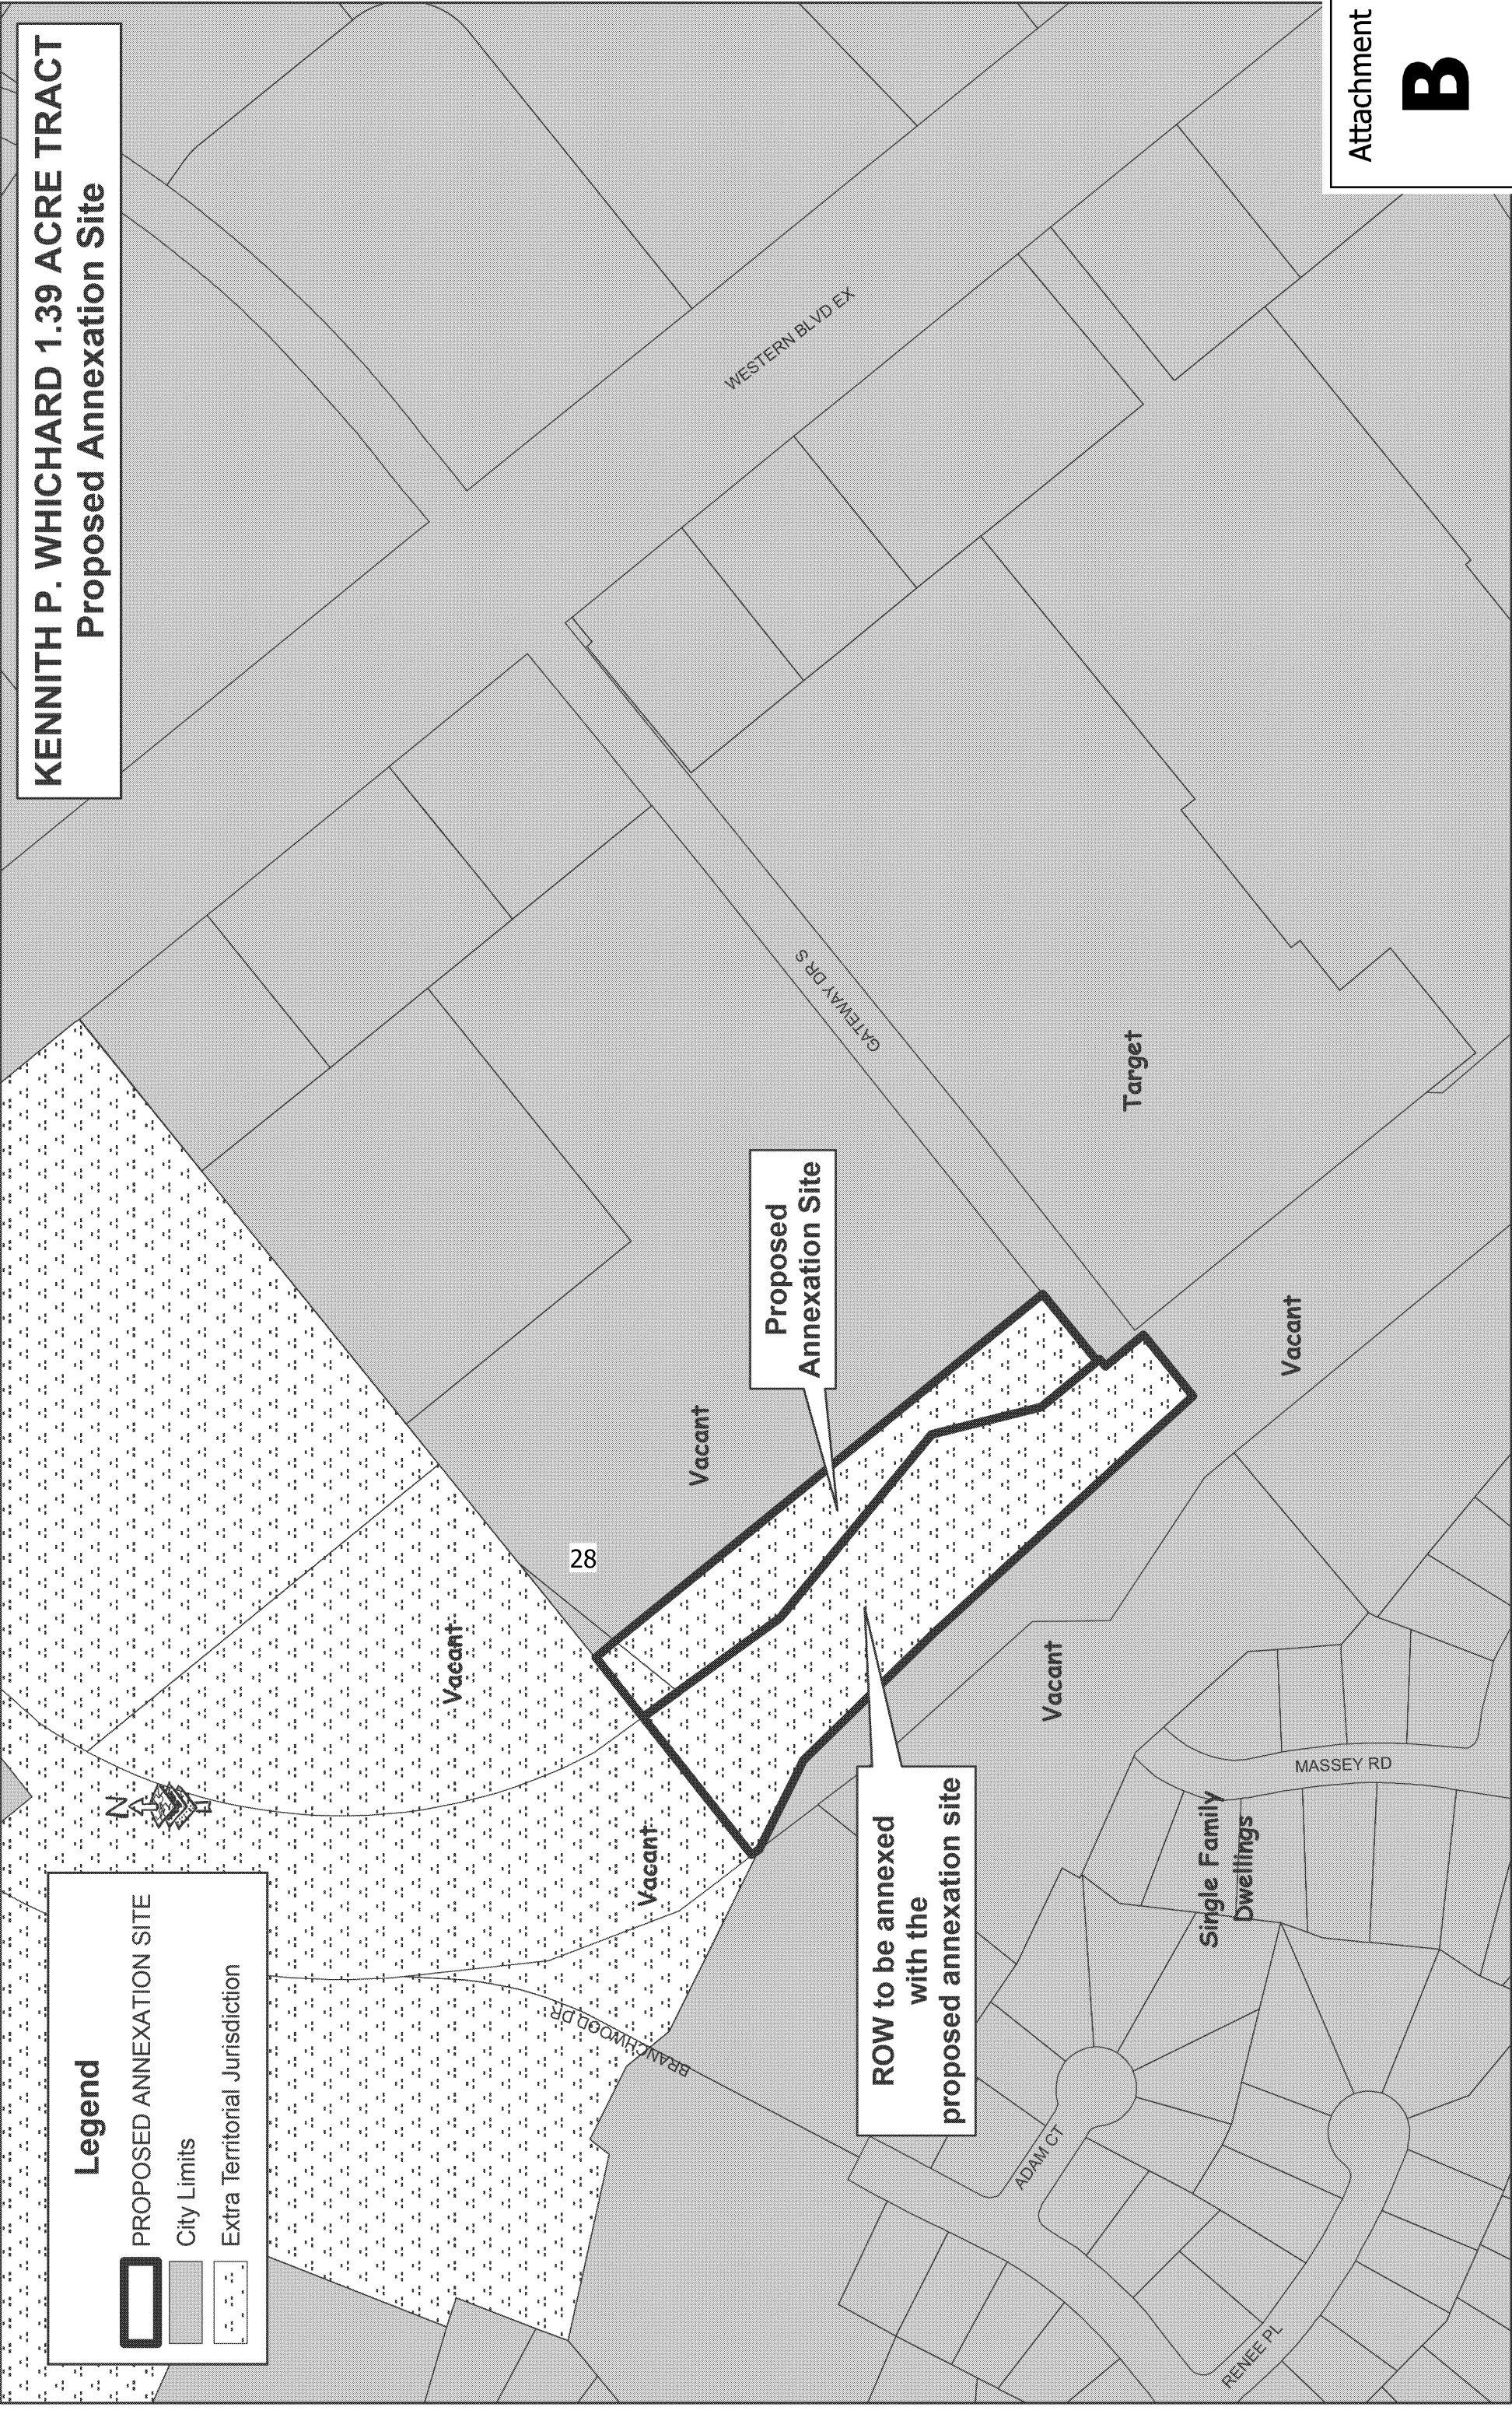 KENNITH P. WHICHARD 1.39 ACRE TRACT
Proposed Annexation Site
Legend
PROPOSED ANNEXATION SITE
City Limits
Extra Territorial Jurisdiction
N
WESTERN BLVD EX
GATEWAY DR S
BRANCHWOOD DR
Vacant
Vacant
Vacant
28
Proposed
Annexation Site
Target
ROW to be annexed
with the
proposed annexation site
Vacant
Vacant
MASSEY RD
Single Family
Dwellings
ADAM CT
RENEE PL
Attachment
B